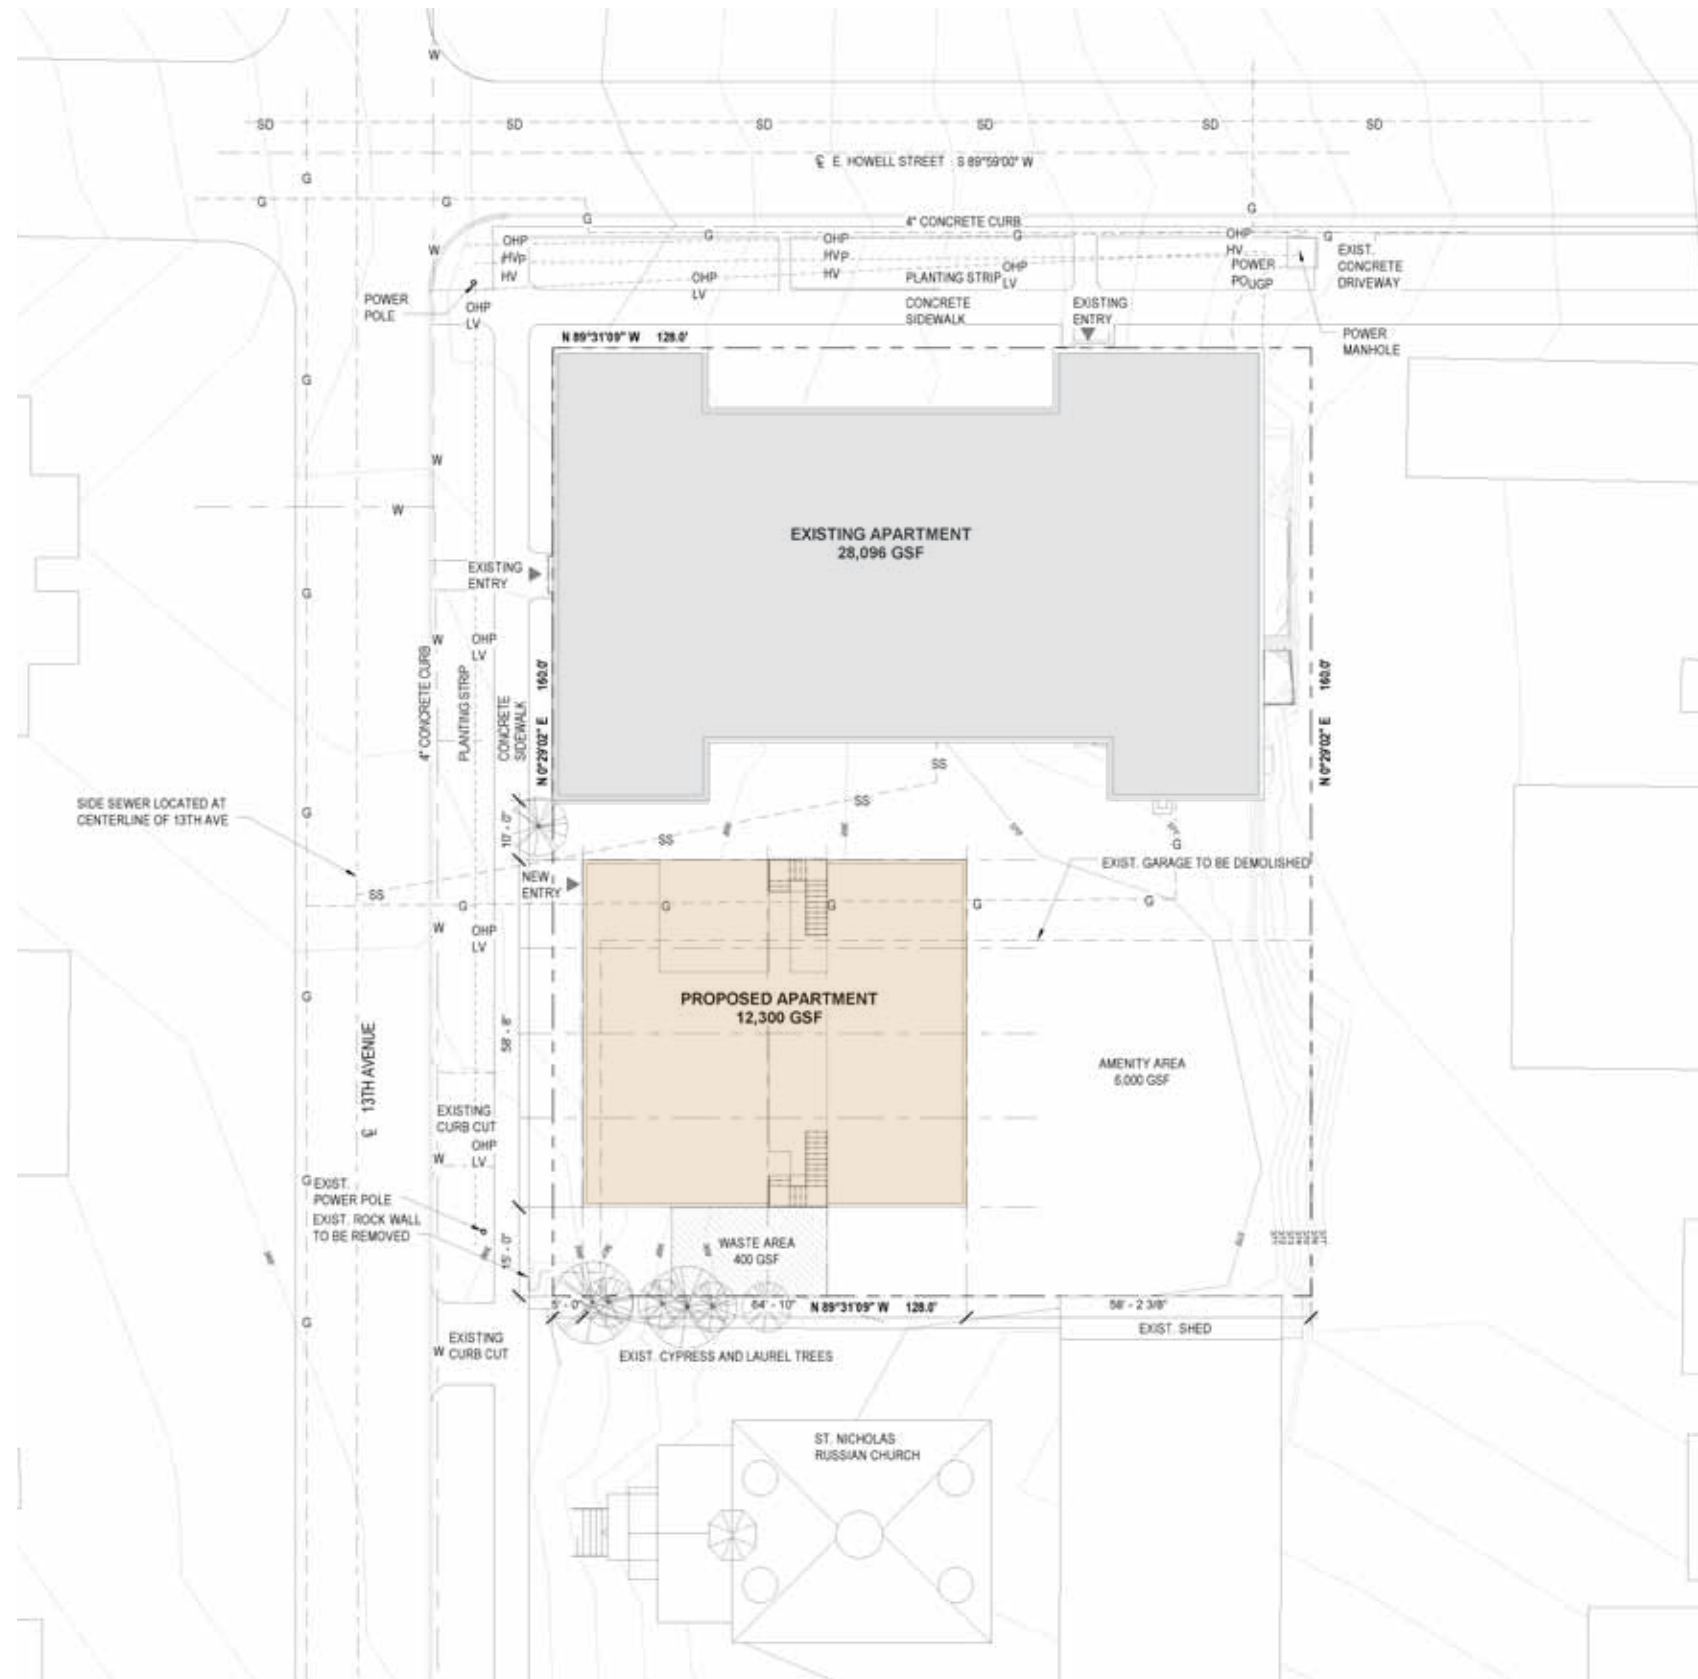 W
SD SD SD SD SD SD
℄ E. HOWELL STREET S 89°59'00" W
G
G G G G
4" CONCRETE CURB
W
OHP
HV
HV
G
OHP
HV
HV
G
OHP
HV
G
OHP
LV
PLANTING STRIP
OHP
LV
POWER
EXIST.
CONCRETE
DRIVEWAY
POWER
POLE
OHP
LV
CONCRETE
SIDEWALK
EXISTING
ENTRY
POWER
MANHOLE
N 89°31'09" W 128.0'
G
W
W
EXISTING APARTMENT
28,096 GSF
EXISTING
ENTRY
G
W
OHP
LV
4" CONCRETE CURB
PLANTING STRIP
CONCRETE
SIDEWALK
N 0°29'02" E 160.0'
N 0°29'02" E 160.0'
SIDE SEWER LOCATED AT
CENTERLINE OF 13TH AVE
G
10' - 0"
SS
SS
SS
G
EXIST. GARAGE TO BE DEMOLISHED
NEW
ENTRY
SS
G G G G G
W
OHP
LV
G
PROPOSED APARTMENT
12,300 GSF
58' - 8"
℄ 13TH AVENUE
AMENITY AREA
EXISTING
CURB CUT
OHP
LV
W
G
EXIST.
POWER POLE
EXIST. ROCK WALL
TO BE REMOVED
15' - 0"
WASTE AREA
400 GSF
5' - 0"
64' - 10"
N 89°31'09" W 128.0'
58' - 2 3/8"
G
EXIST. SHED
EXISTING
CURB CUT
W
EXIST. CYPRESS AND LAUREL TREES
ST. NICHOLAS
RUSSIAN CHURCH